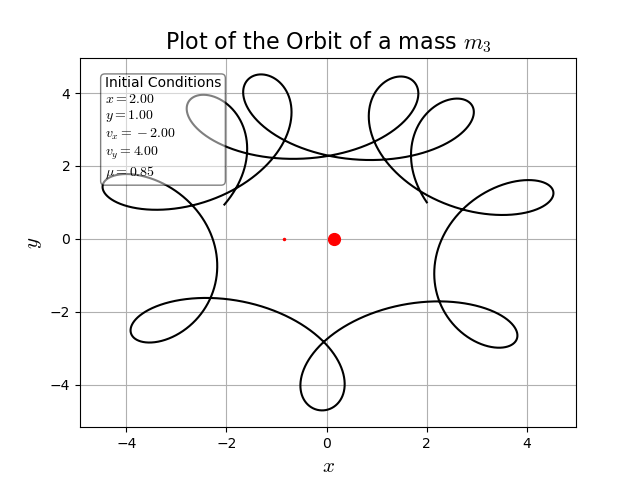 Plot of the Orbit of a mass m₃
Initial Conditions
x = 2.00
y = 1.00
vₓ = −2.00
v_y = 4.00
μ = 0.85
4
2
0
−2
−4
y
−4
−2
0
2
4
x